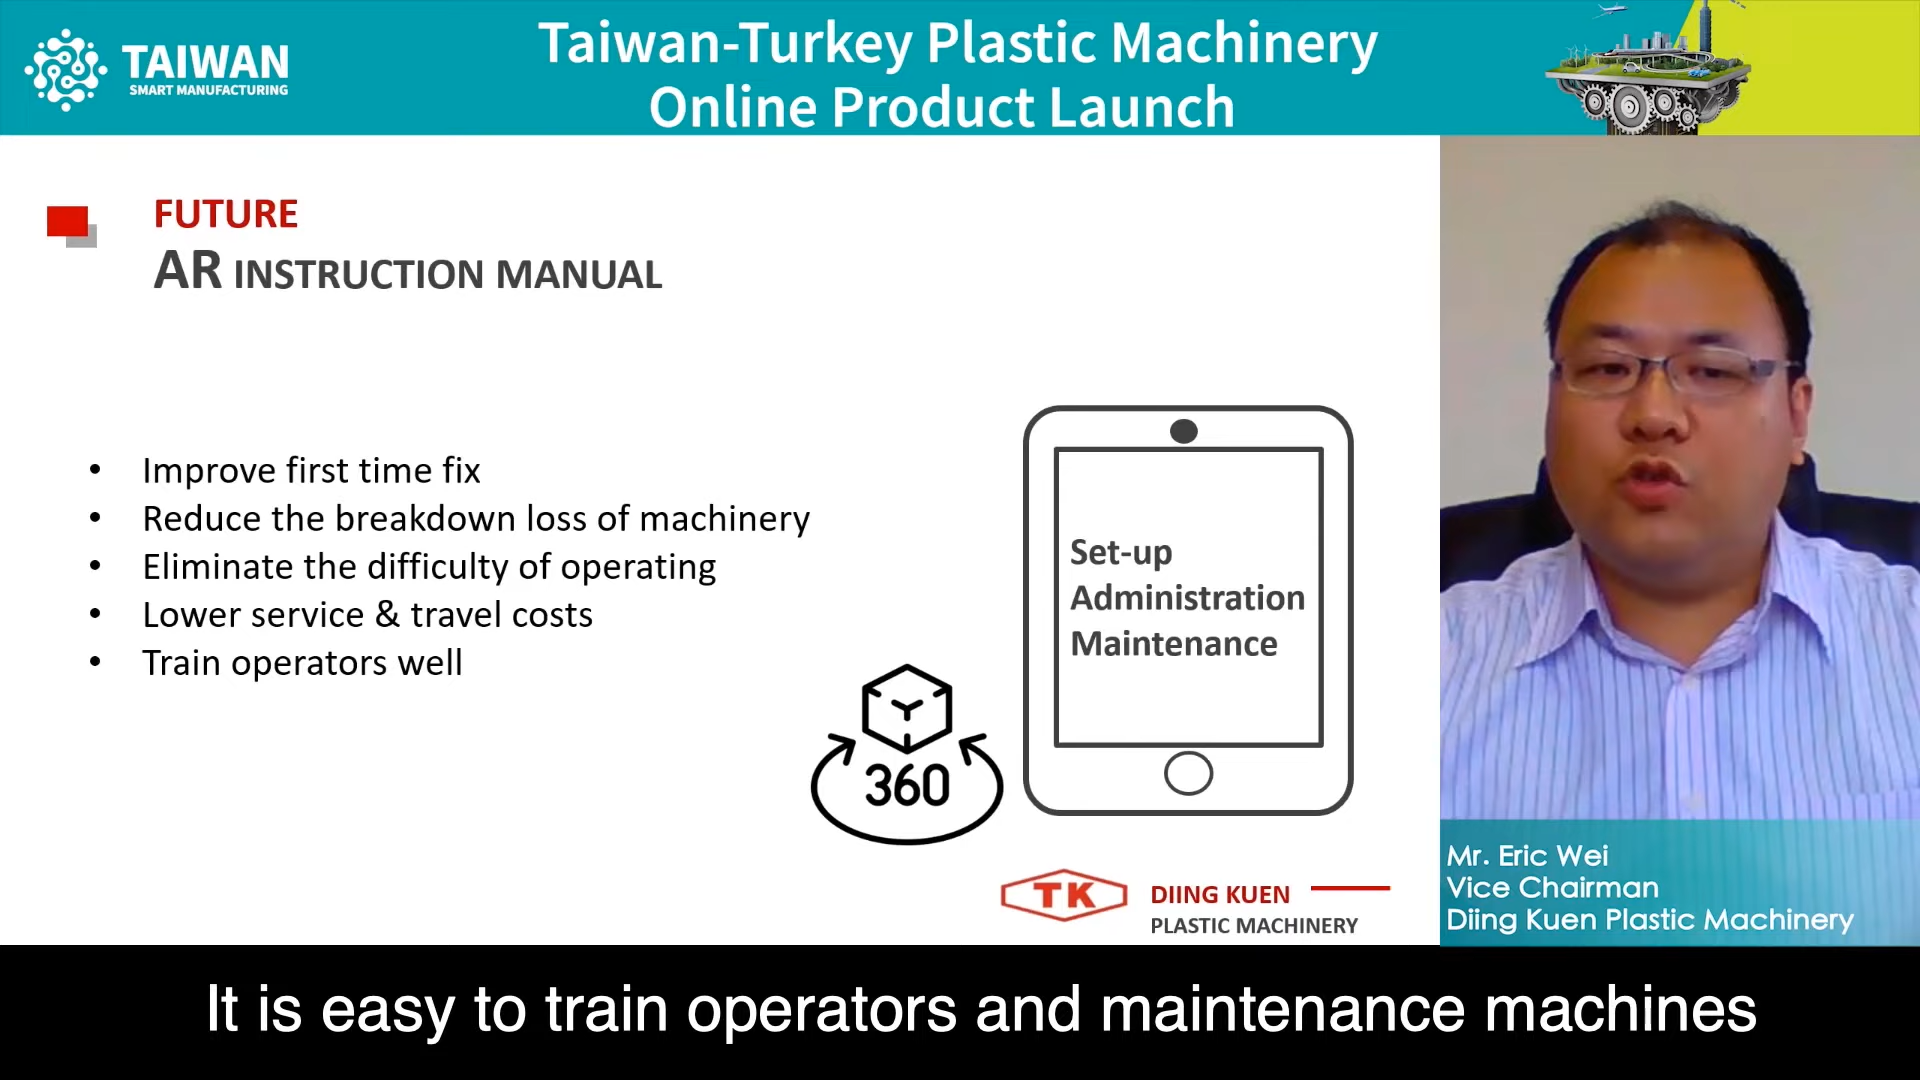 TAIWAN
SMART MANUFACTURING
Taiwan-Turkey Plastic Machinery
Online Product Launch
FUTURE
AR INSTRUCTION MANUAL
• Improve first time fix
• Reduce the breakdown loss of machinery
• Eliminate the difficulty of operating
• Lower service & travel costs
• Train operators well
360
Set-up
Administration
Maintenance
TK
DIING KUEN
PLASTIC MACHINERY
Mr. Eric Wei
Vice Chairman
Diing Kuen Plastic Machinery
It is easy to train operators and maintenance machines